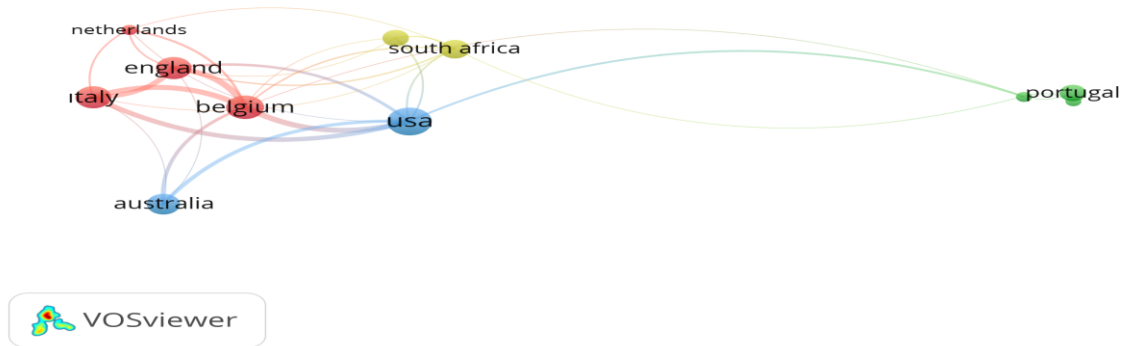 netherlands
south africa
england
italy
belgium
portugal
usa
australia
VOSviewer